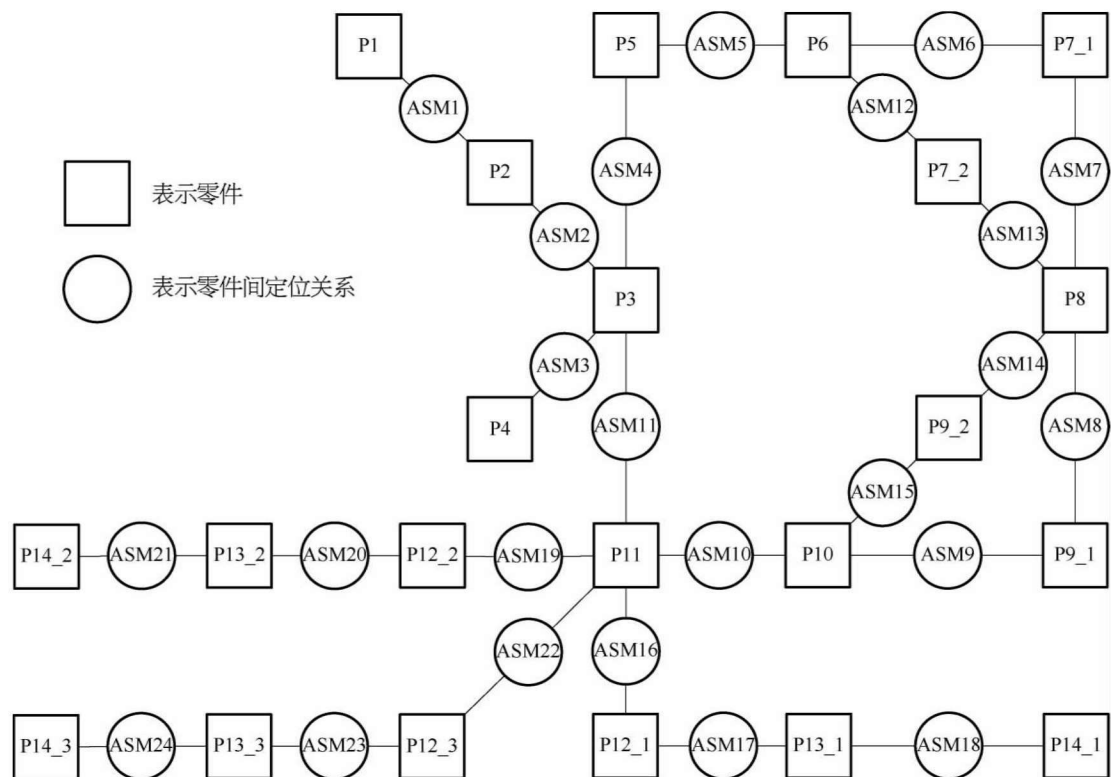 P1
P5
ASM5
P6
ASM6
P7_1
ASM1
ASM12
P2
ASM4
P7_2
ASM7
表示零件
ASM2
ASM13
表示零件间定位关系
P3
P8
ASM3
ASM14
P4
ASM11
P9_2
ASM8
ASM15
P14_2
ASM21
P13_2
ASM20
P12_2
ASM19
P11
ASM10
P10
ASM9
P9_1
ASM22
ASM16
P14_3
ASM24
P13_3
ASM23
P12_3
P12_1
ASM17
P13_1
ASM18
P14_1